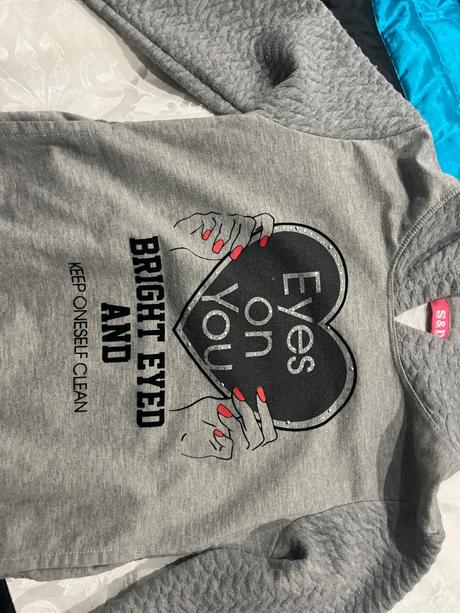 Eyes
on
You
BRIGHT EYED
AND
KEEP ONESELF CLEAN